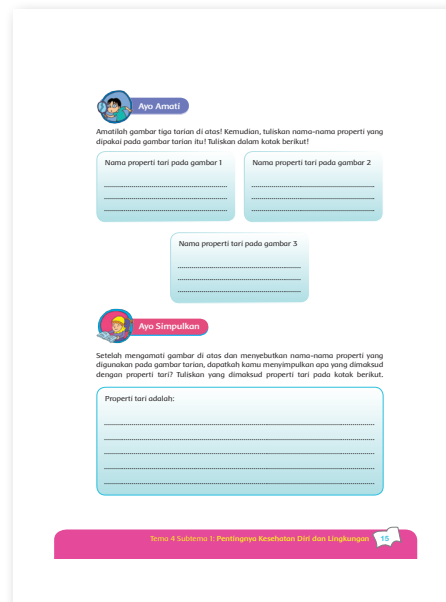 Ayo Amati
Amatilah gambar tiga tarian di atas! Kemudian, tuliskan nama-nama properti yang
dipakai pada gambar tarian itu! Tuliskan dalam kotak berikut!
Nama properti tari pada gambar 1
Nama properti tari pada gambar 2
Nama properti tari pada gambar 3
Ayo Simpulkan
Setelah mengamati gambar di atas dan menyebutkan nama-nama properti yang
digunakan pada gambar tarian, dapatkah kamu menyimpulkan apa yang dimaksud
dengan properti tari? Tuliskan yang dimaksud properti tari pada kotak berikut.
Properti tari adalah:
Tema 4 Subtema 1: Pentingnya Kesehatan Diri dan Lingkungan 15